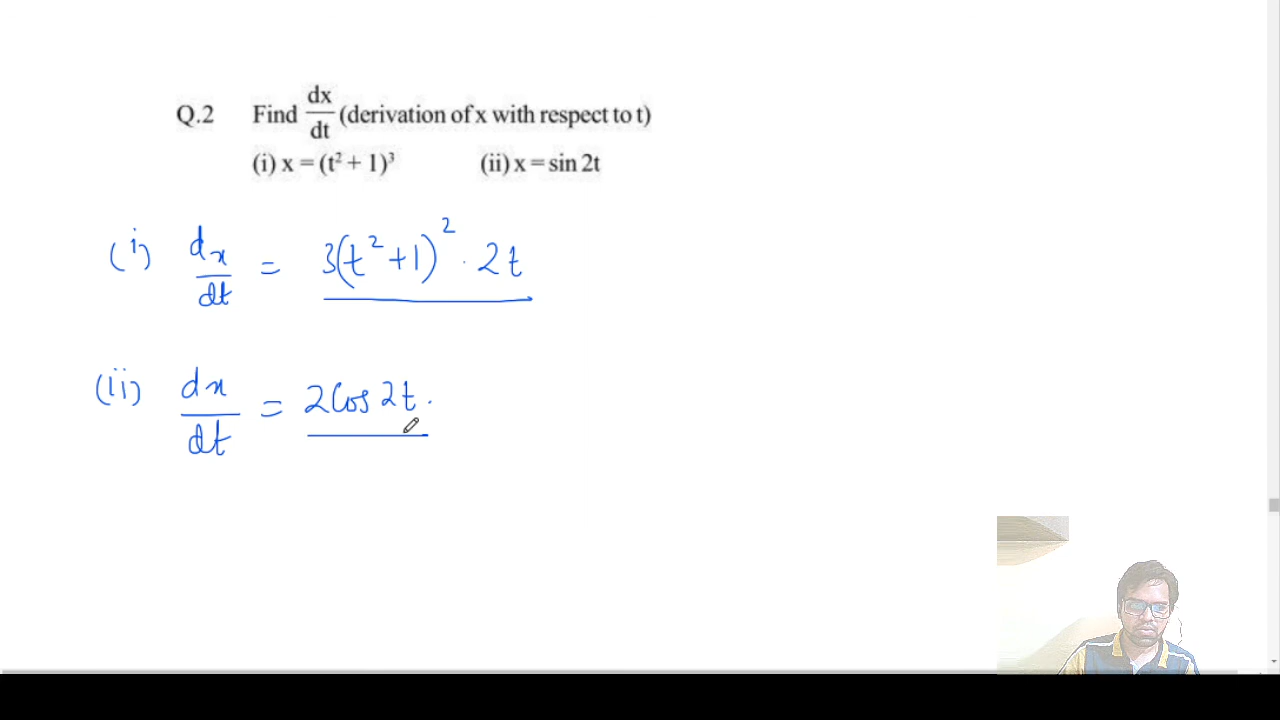 Q.2 Find dx/dt (derivation of x with respect to t)
(i) x = (t² + 1)³ (ii) x = sin 2t
(i) dx/dt = 3(t² + 1)² · 2t
(ii) dx/dt = 2 Cos 2t.